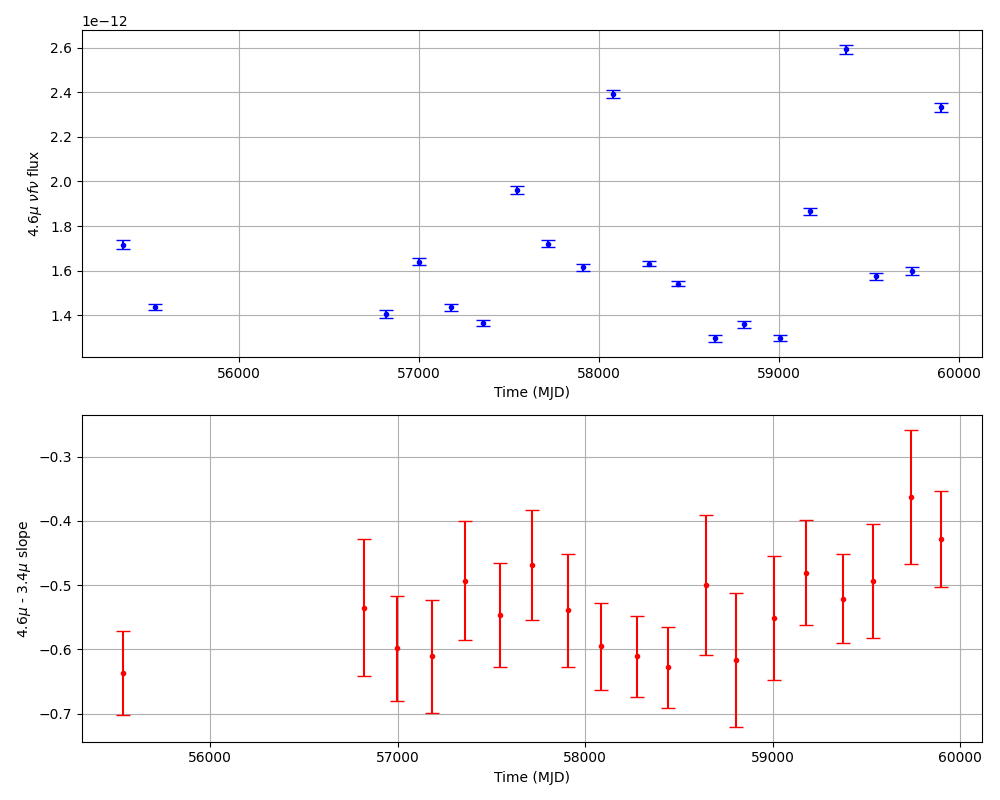 1e−12
4.6μ νfν flux
2.6
2.4
2.2
2.0
1.8
1.6
1.4
56000 57000 58000 59000 60000
Time (MJD)
4.6μ - 3.4μ slope
−0.3
−0.4
−0.5
−0.6
−0.7
56000 57000 58000 59000 60000
Time (MJD)